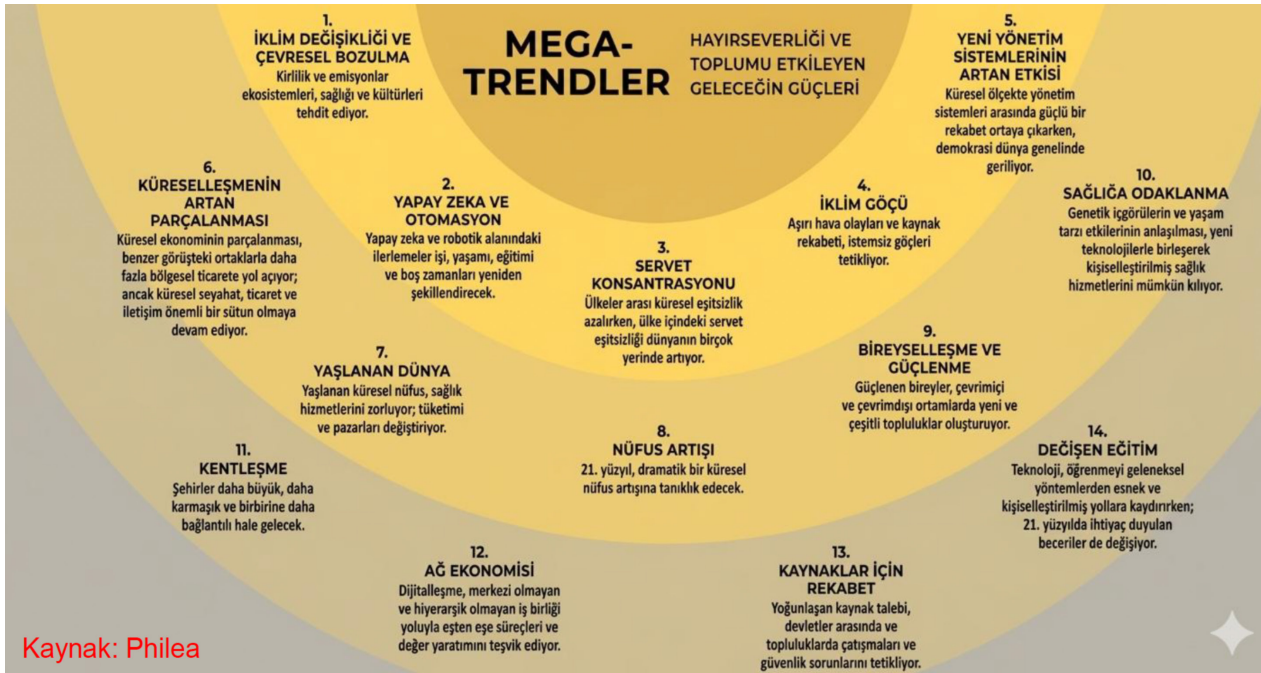 MEGA-
TRENDLER
HAYIRSEVERLİĞİ VE
TOPLUMU ETKİLEYEN
GELECEĞİN GÜÇLERİ
1.
İKLİM DEĞİŞİKLİĞİ VE
ÇEVRESEL BOZULMA
Kirlilik ve emisyonlar
ekosistemleri, sağlığı ve kültürleri
tehdit ediyor.
2.
YAPAY ZEKA VE
OTOMASYON
Yapay zeka ve robotik alanındaki
ilerlemeler işi, yaşamı, eğitimi
ve boş zamanları yeniden
şekillendirecek.
3.
SERVET
KONSANTRASYONU
Ülkeler arası küresel eşitsizlik
azalırken, ülke içindeki servet
eşitsizliği dünyanın birçok
yerinde artıyor.
4.
İKLİM GÖÇÜ
Aşırı hava olayları ve kaynak
rekabeti, istemsiz göçleri
tetikliyor.
5.
YENİ YÖNETİM
SİSTEMLERİNİN
ARTAN ETKİSİ
Küresel ölçekte yönetim
sistemleri arasında güçlü bir
rekabet ortaya çıkarken,
demokrasi dünya genelinde
geriliyor.
6.
KÜRESELLEŞMENİN
ARTAN
PARÇALANMASI
Küresel ekonominin parçalanması,
benzer görüşteki ortaklarla daha
fazla bölgesel ticarete yol açıyor;
ancak küresel seyahat, ticaret ve
iletişim önemli bir sütun olmaya
devam ediyor.
7.
YAŞLANAN DÜNYA
Yaşlanan küresel nüfus, sağlık
hizmetlerini zorluyor; tüketimi
ve pazarları değiştiriyor.
8.
NÜFUS ARTIŞI
21. yüzyıl, dramatik bir küresel
nüfus artışına tanıklık edecek.
9.
BİREYSELLEŞME VE
GÜÇLENME
Güçlenen bireyler, çevrimiçi
ve çevrimdışı ortamlarda yeni ve
çeşitli topluluklar oluşturuyor.
10.
SAĞLIĞA ODAKLANMA
Genetik içgörülerin ve yaşam
tarzı etkilerinin anlaşılması, yeni
teknolojilerle birleşerek
kişiselleştirilmiş sağlık
hizmetlerini mümkün kılıyor.
11.
KENTLEŞME
Şehirler daha büyük, daha
karmaşık ve birbirine daha
bağlantılı hale gelecek.
12.
AĞ EKONOMİSİ
Dijitalleşme, merkezi olmayan
ve hiyerarşik olmayan iş birliği
yoluyla eşten eşe süreçleri ve
değer yaratımını teşvik ediyor.
13.
KAYNAKLAR İÇİN
REKABET
Yoğunlaşan kaynak talebi,
devletler arasında ve
topluluklarda çatışmaları ve
güvenlik sorunlarını tetikliyor.
14.
DEĞİŞEN EĞİTİM
Teknoloji, öğrenmeyi geleneksel
yöntemlerden esnek ve
kişiselleştirilmiş yollara kaydırırken;
21. yüzyılda ihtiyaç duyulan
beceriler de değişiyor.
Kaynak: Philea